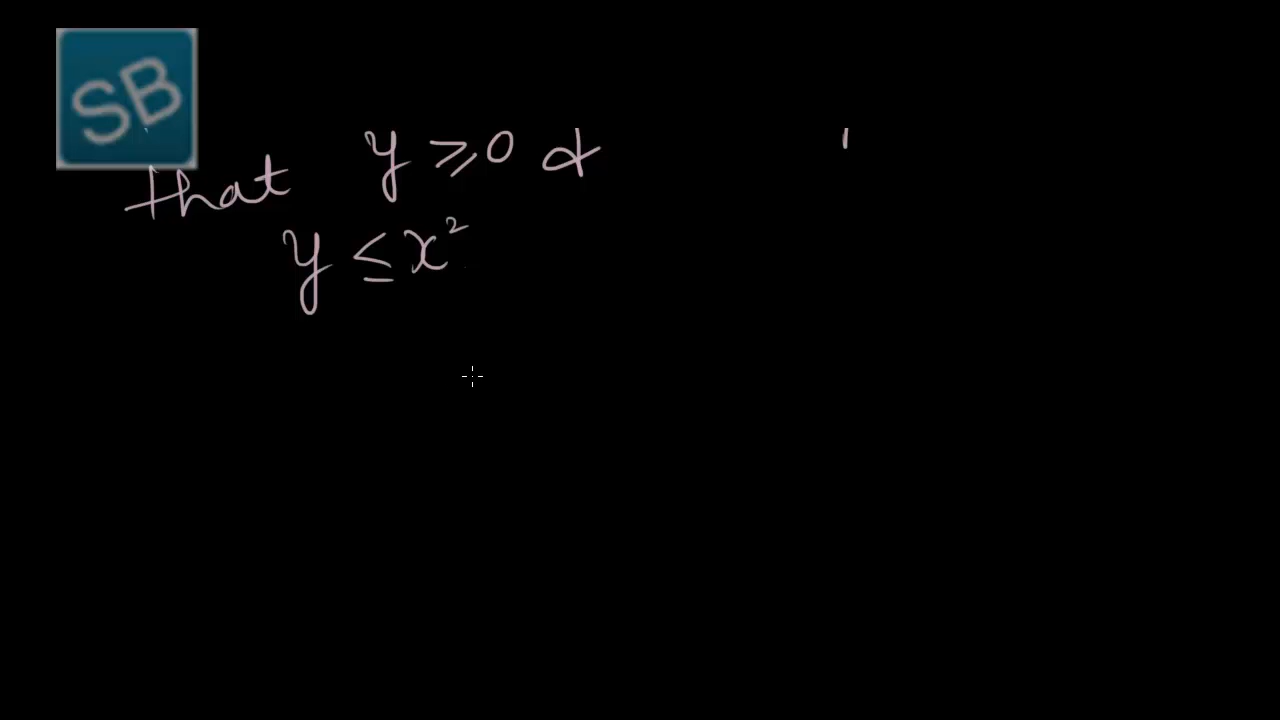 SB
that y ≥ 0 &
y ≤ x²